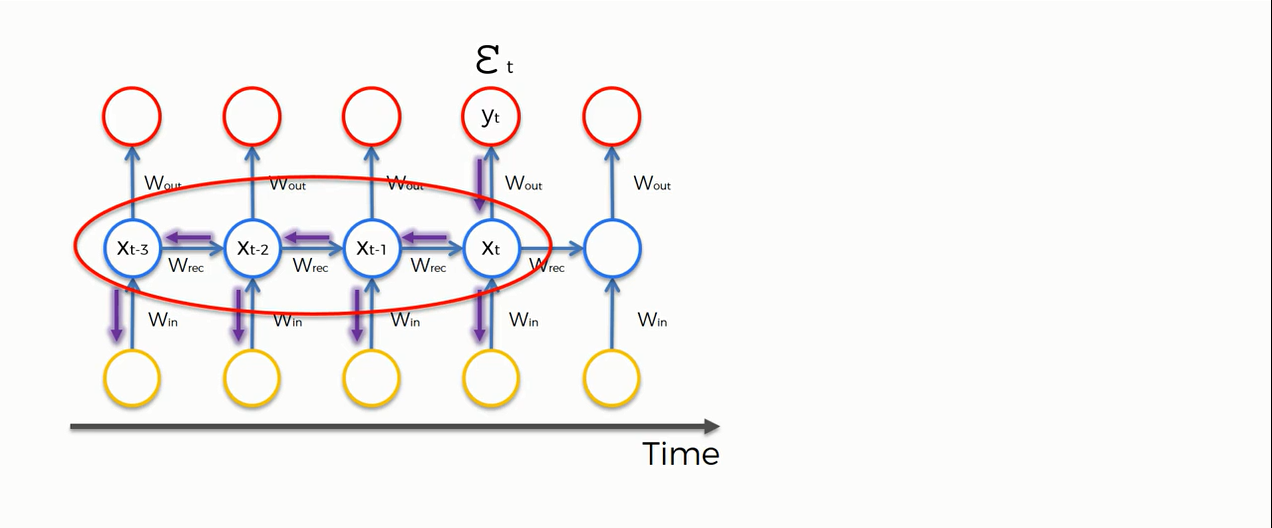 Ɛ t
yt
Wout Wout Wout Wout Wout
xt-3 xt-2 xt-1 xt
Wrec Wrec Wrec Wrec
Win Win Win Win Win
Time